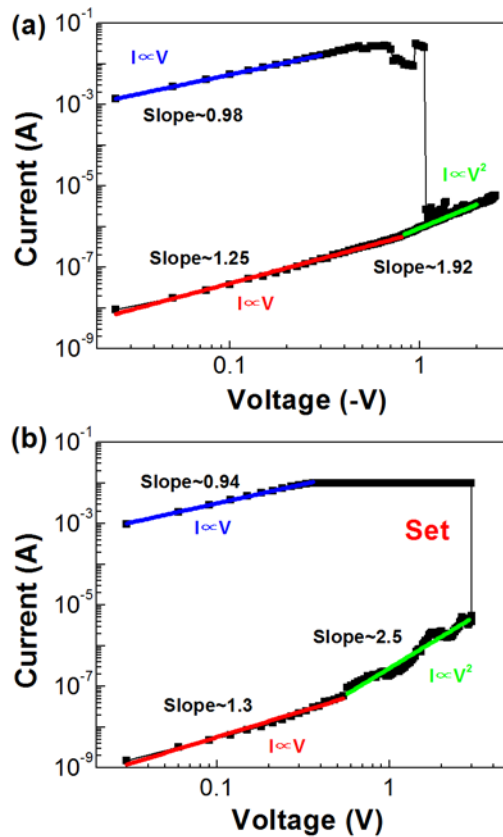 (a)
10⁻¹
10⁻³
10⁻⁵
10⁻⁷
10⁻⁹
Current (A)
I∝V
Slope~0.98
I∝V²
Slope~1.25
Slope~1.92
I∝V
0.1
1
Voltage (-V)
(b)
10⁻¹
10⁻³
10⁻⁵
10⁻⁷
10⁻⁹
Current (A)
Slope~0.94
I∝V
Set
Slope~2.5
I∝V²
Slope~1.3
I∝V
0.1
1
Voltage (V)